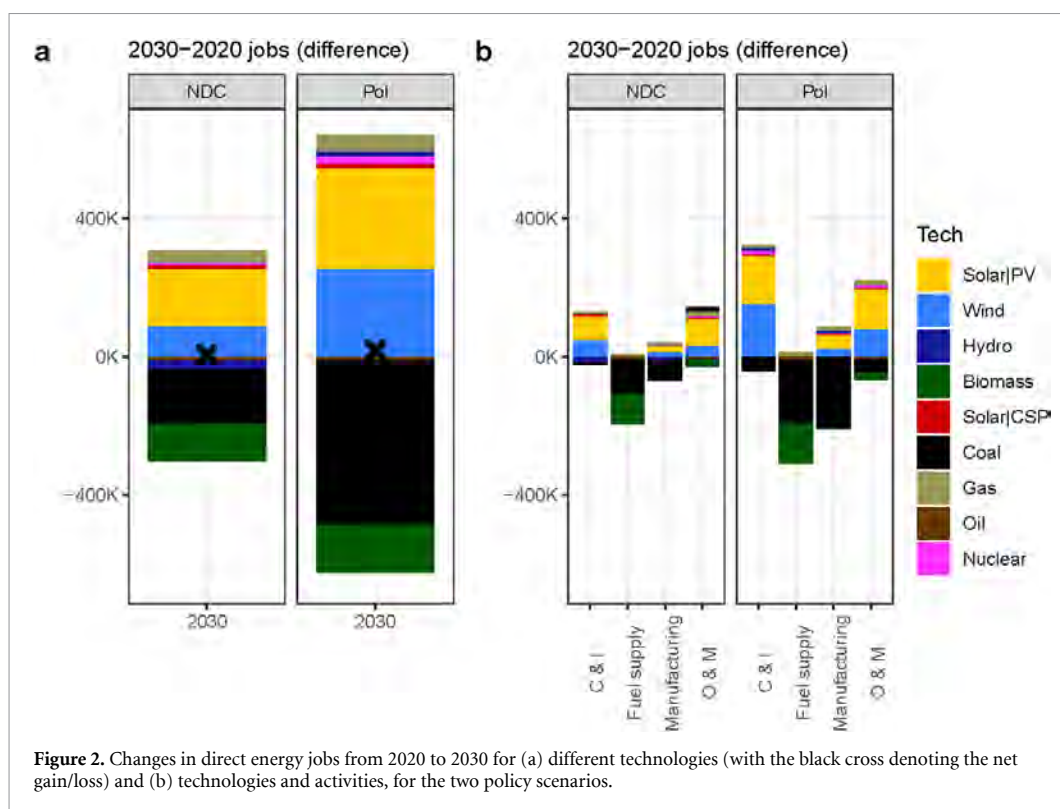 a
2030−2020 jobs (difference)
NDC
Pol
400K
0K
−400K
2030
2030
b
2030−2020 jobs (difference)
NDC
Pol
400K
0K
−400K
C & I
Fuel supply
Manufacturing
O & M
C & I
Fuel supply
Manufacturing
O & M
Tech
Solar|PV
Wind
Hydro
Biomass
Solar|CSP
Coal
Gas
Oil
Nuclear
Figure 2. Changes in direct energy jobs from 2020 to 2030 for (a) different technologies (with the black cross denoting the net
gain/loss) and (b) technologies and activities, for the two policy scenarios.